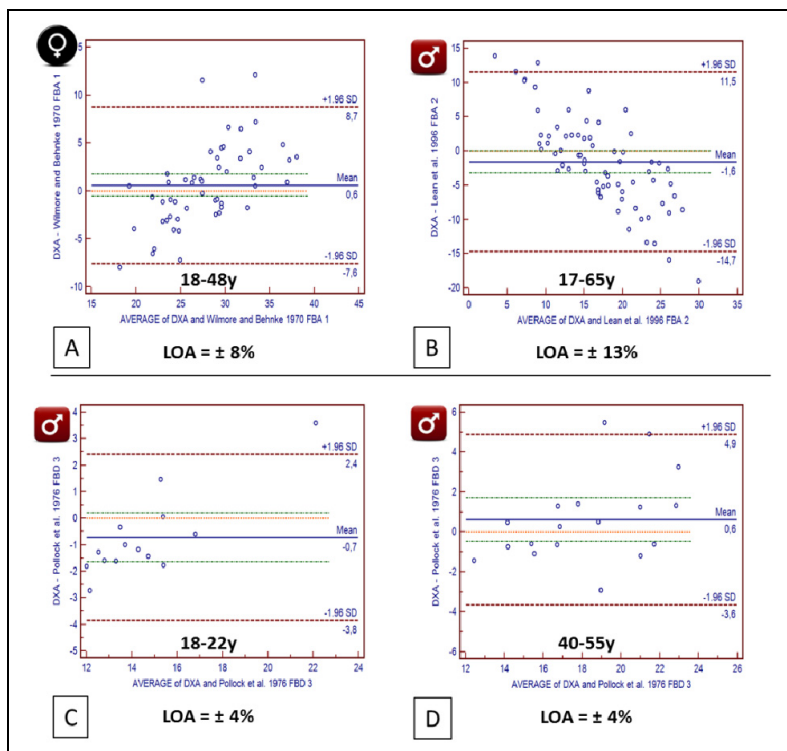 ♀
15
10
5
0
-5
-10
DXA - Wilmore and Behnke 1970 FBA 1
+1.96 SD
8,7
Mean
0,6
-1.96 SD
-7,6
18-48y
15 20 25 30 35 40 45
AVERAGE of DXA and Wilmore and Behnke 1970 FBA 1
A
LOA = ± 8%
♂
15
10
5
0
-5
-10
-15
-20
DXA - Lean et al. 1996 FBA 2
+1.96 SD
11,5
Mean
-1,6
-1.96 SD
-14,7
17-65y
0 5 10 15 20 25 30 35
AVERAGE of DXA and Lean et al. 1996 FBA 2
B
LOA = ± 13%
♂
4
3
2
1
0
-1
-2
-3
-4
-5
DXA - Pollock et al. 1976 FBD 3
+1.96 SD
2,4
Mean
-0,7
-1.96 SD
-3,8
18-22y
12 14 16 18 20 22 24
AVERAGE of DXA and Pollock et al. 1976 FBD 3
C
LOA = ± 4%
♂
6
4
2
0
-2
-4
-6
DXA - Pollock et al. 1976 FBD 3
+1.96 SD
4,9
Mean
0,6
-1.96 SD
-3,6
40-55y
12 14 16 18 20 22 24 26
AVERAGE of DXA and Pollock et al. 1976 FBD 3
D
LOA = ± 4%